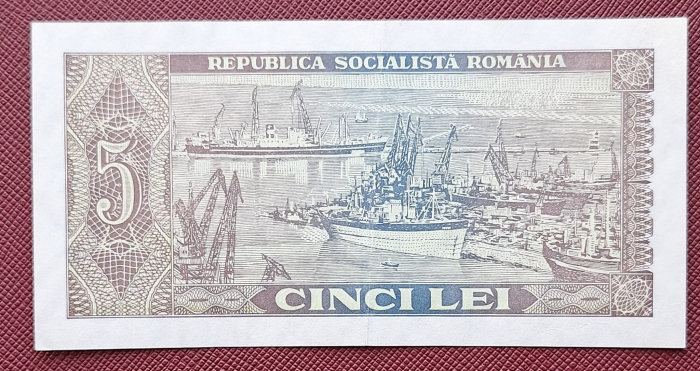 REPUBLICA SOCIALISTĂ ROMÂNIA
5
CINCI LEI